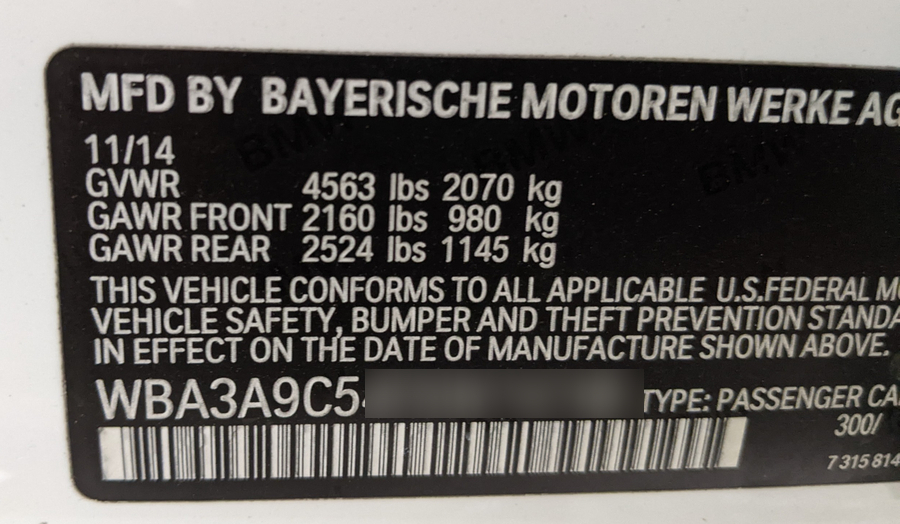 MFD BY BAYERISCHE MOTOREN WERKE AG
11/14
GVWR 4563 lbs 2070 kg
GAWR FRONT 2160 lbs 980 kg
GAWR REAR 2524 lbs 1145 kg
THIS VEHICLE CONFORMS TO ALL APPLICABLE U.S.FEDERAL M
VEHICLE SAFETY, BUMPER AND THEFT PREVENTION STANDA
IN EFFECT ON THE DATE OF MANUFACTURE SHOWN ABOVE.
WBA3A9C5 TYPE: PASSENGER CA
300/
7 315 814